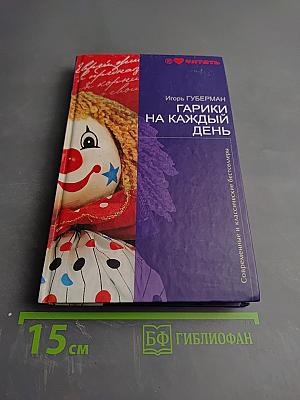 читать
Игорь ГУБЕРМАН
ГАРИКИ
НА КАЖДЫЙ
ДЕНЬ
Современные и классические бестселлеры
15 см
БФ ГИБЛИОФАН